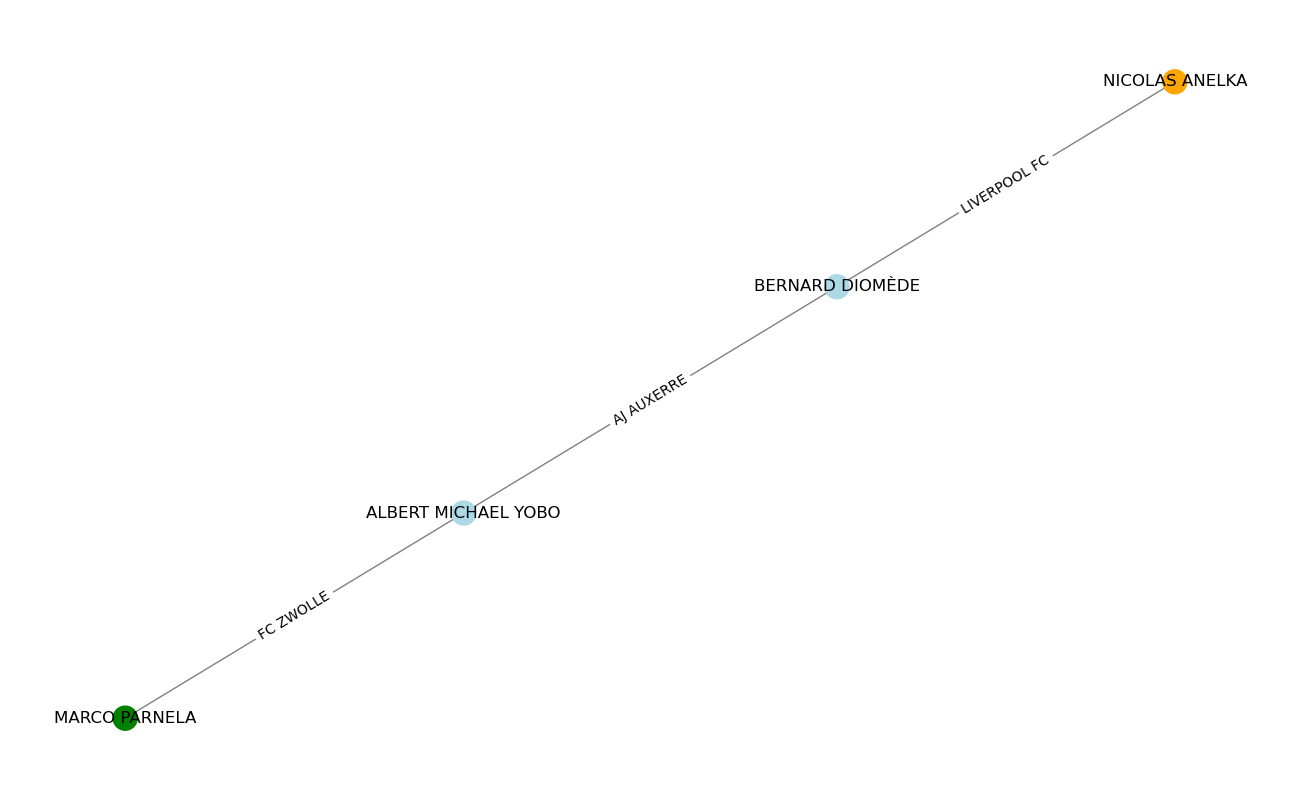 NICOLAS ANELKA
LIVERPOOL FC
BERNARD DIOMÈDE
AJ AUXERRE
ALBERT MICHAEL YOBO
FC ZWOLLE
MARCO PARNELA